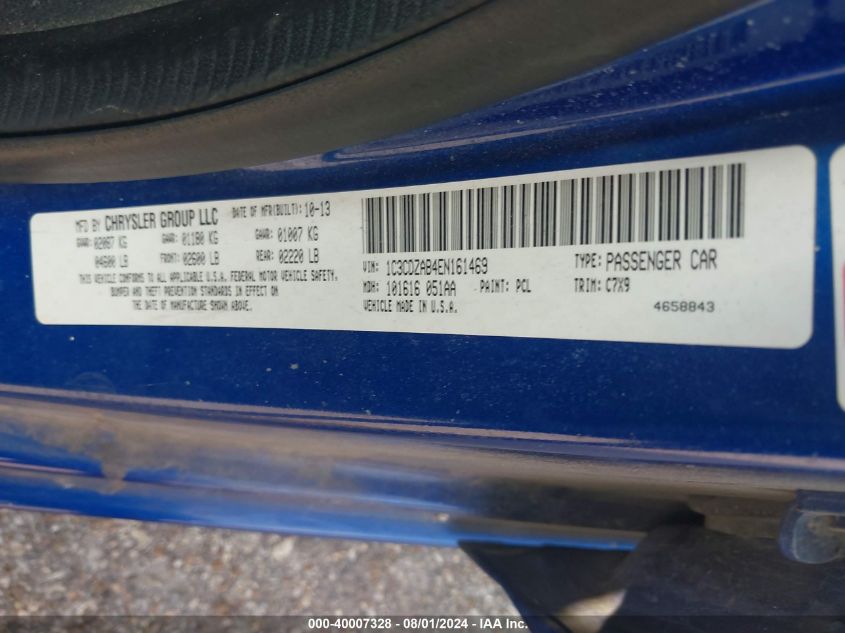 MFD BY CHRYSLER GROUP LLC DATE OF MFR(BUILT): 10-13
GVWR: 02087 KG GAWR: 01180 KG GAWR: 01007 KG
04600 LB FRONT: 02600 LB REAR: 02220 LB
THIS VEHICLE CONFORMS TO ALL APPLICABLE U.S.A. FEDERAL MOTOR VEHICLE SAFETY,
BUMPER AND THEFT PREVENTION STANDARDS IN EFFECT ON
THE DATE OF MANUFACTURE SHOWN ABOVE.
VIN: 1C3CDZAB4EN161469 TYPE: PASSENGER CAR
MDH: 101616 051AA PAINT: PCL TRIM: C7X9
VEHICLE MADE IN U.S.A. 4658843
000-40007328 - 08/01/2024 - IAA Inc.